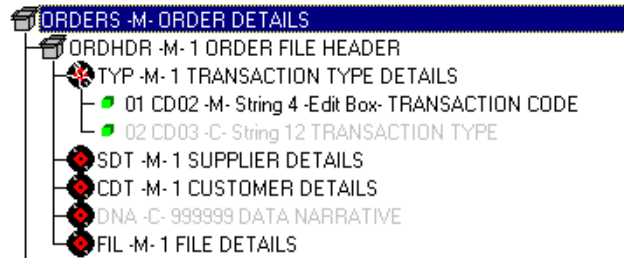 ORDERS -M- ORDER DETAILS
ORDHDR -M- 1 ORDER FILE HEADER
TYP -M- 1 TRANSACTION TYPE DETAILS
01 CD02 -M- String 4 -Edit Box- TRANSACTION CODE
02 CD03 -C- String 12 TRANSACTION TYPE
SDT -M- 1 SUPPLIER DETAILS
CDT -M- 1 CUSTOMER DETAILS
DNA -C- 999999 DATA NARRATIVE
FIL -M- 1 FILE DETAILS